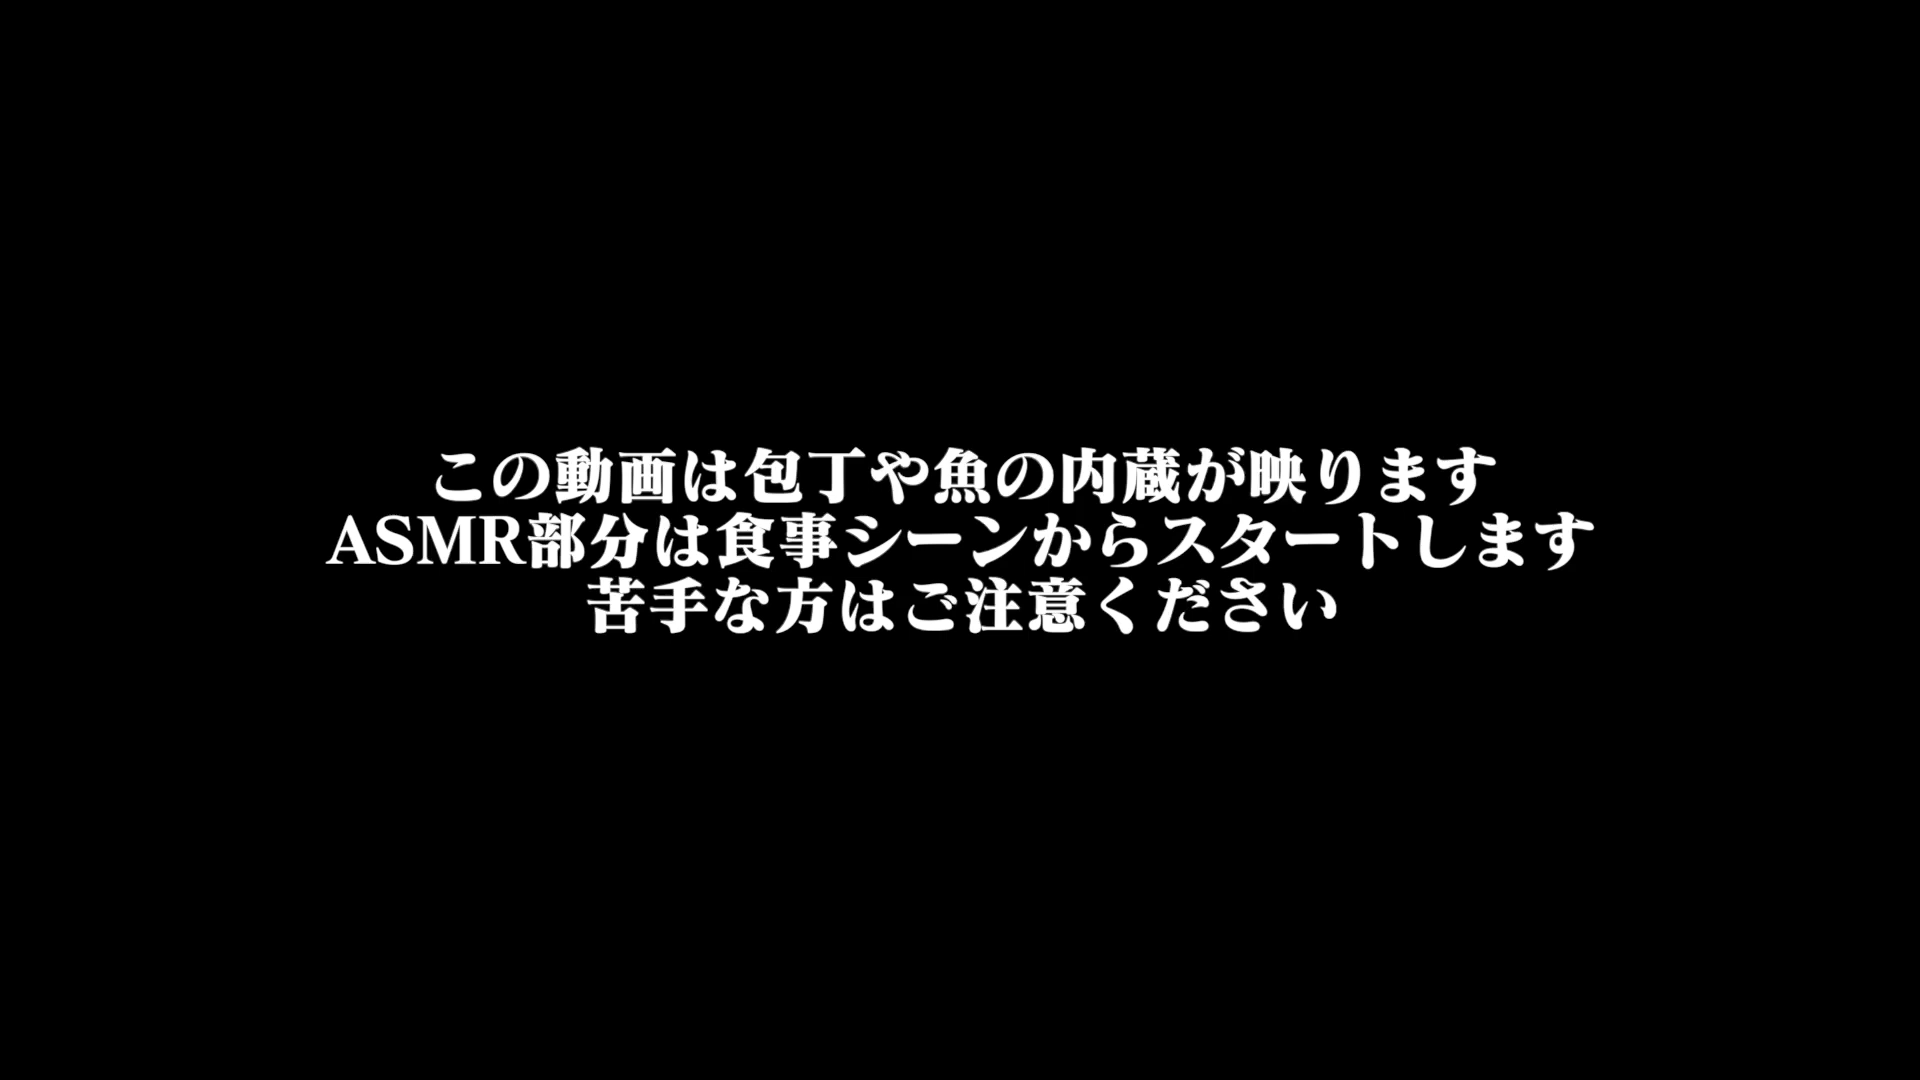 この動画は包丁や魚の内蔵が映ります
ASMR部分は食事シーンからスタートします
苦手な方はご注意ください